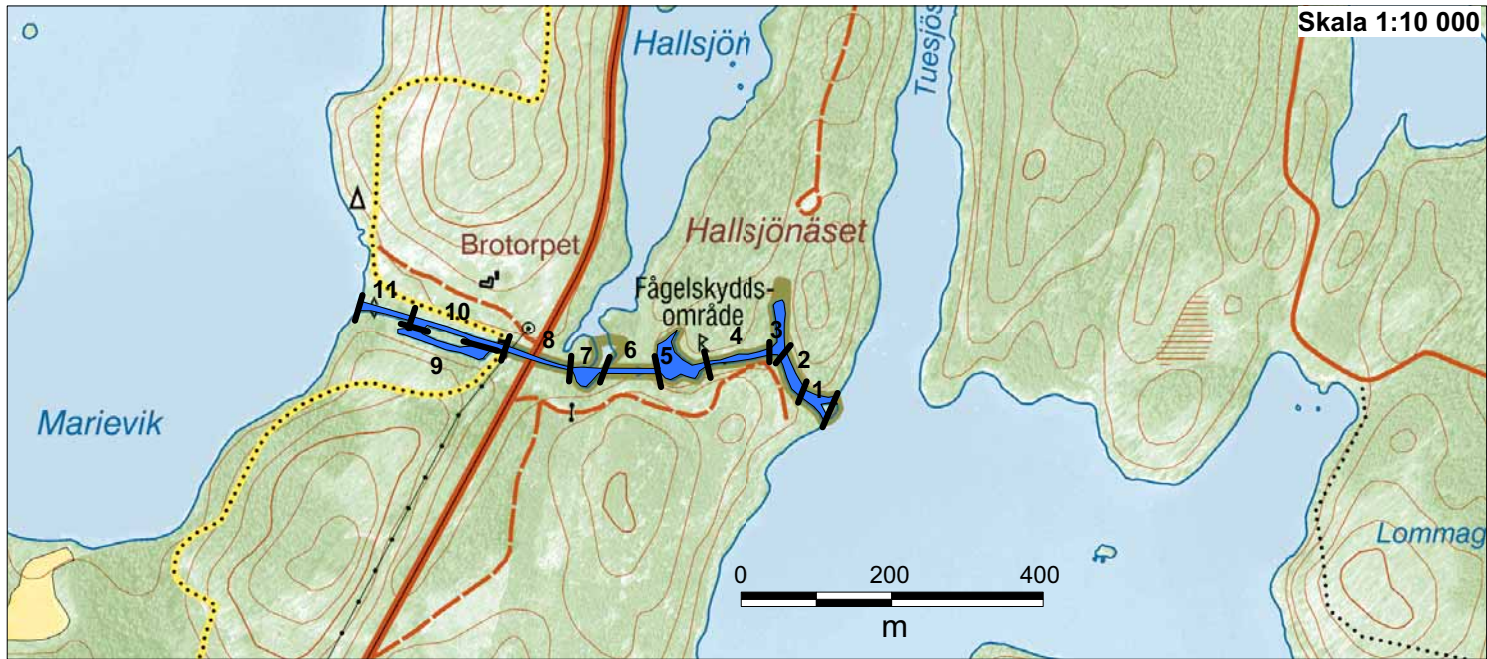 Skala 1:10 000
Hallsjön
Tuesjös
Hallsjönäset
Brotorpet
Fågelskydds-
område
11
10
9
8
7
6
5
4
3
2
1
Marievik
Lommag
0 200 400
m